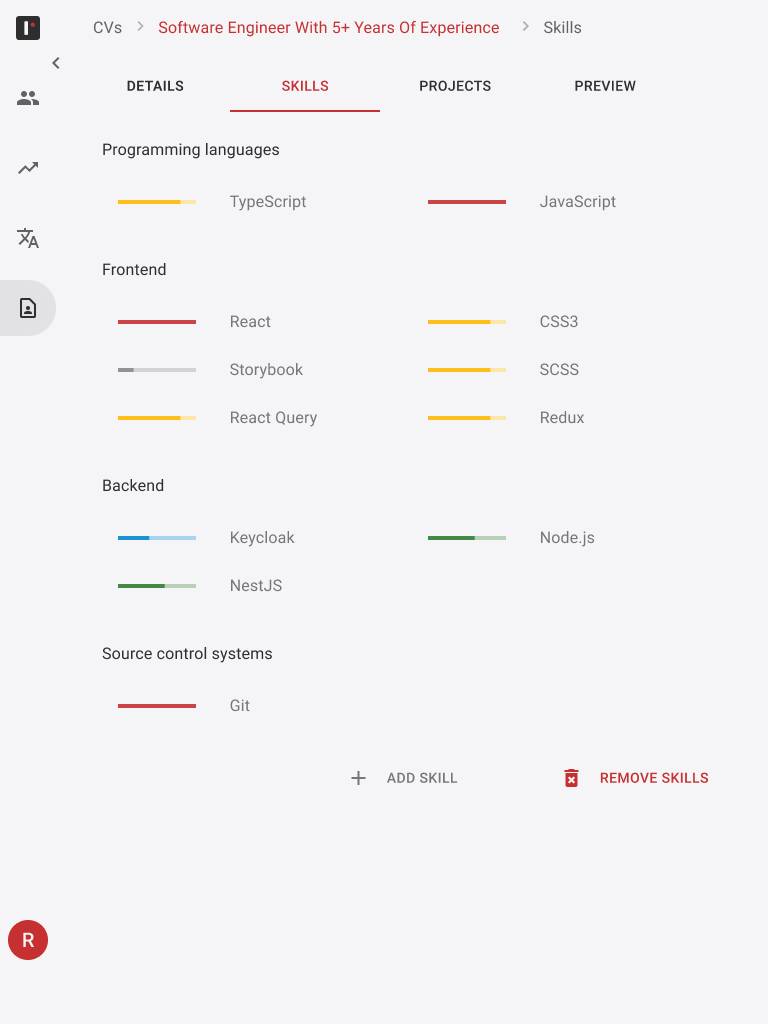 CVs
Software Engineer With 5+ Years Of Experience
Skills
DETAILS
SKILLS
PROJECTS
PREVIEW
Programming languages
TypeScript
JavaScript
Frontend
React
CSS3
Storybook
SCSS
React Query
Redux
Backend
Keycloak
Node.js
NestJS
Source control systems
Git
ADD SKILL
REMOVE SKILLS
R